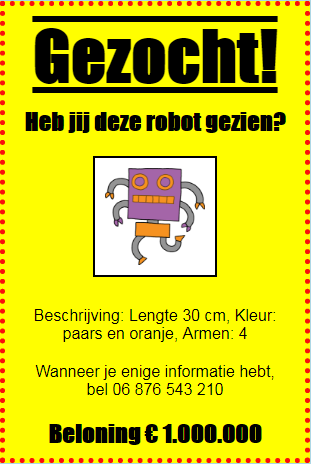 Gezocht!
Heb jij deze robot gezien?
Beschrijving: Lengte 30 cm, Kleur:
paars en oranje, Armen: 4
Wanneer je enige informatie hebt,
bel 06 876 543 210
Beloning € 1.000.000